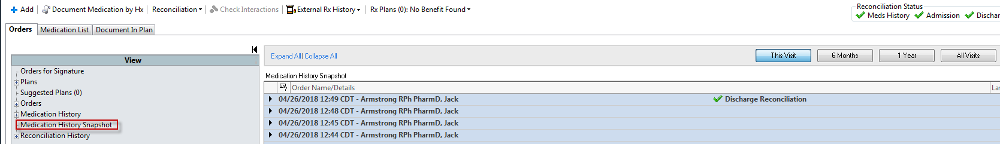 Add Document Medication by Hx Reconciliation Check Interactions External Rx History Rx Plans (0): No Benefit Found
Reconciliation Status
Meds History Admission Dischar
Orders Medication List Document In Plan
View
Orders for Signature
Plans
Suggested Plans (0)
Orders
Medication History
Medication History Snapshot
Reconciliation History
Expand All | Collapse All
This Visit 6 Months 1 Year All Visits
Medication History Snapshot
Order Name/Details Las
04/26/2018 12:49 CDT - Armstrong RPh PharmD, Jack Discharge Reconciliation
04/26/2018 12:48 CDT - Armstrong RPh PharmD, Jack
04/26/2018 12:45 CDT - Armstrong RPh PharmD, Jack
04/26/2018 12:44 CDT - Armstrong RPh PharmD, Jack